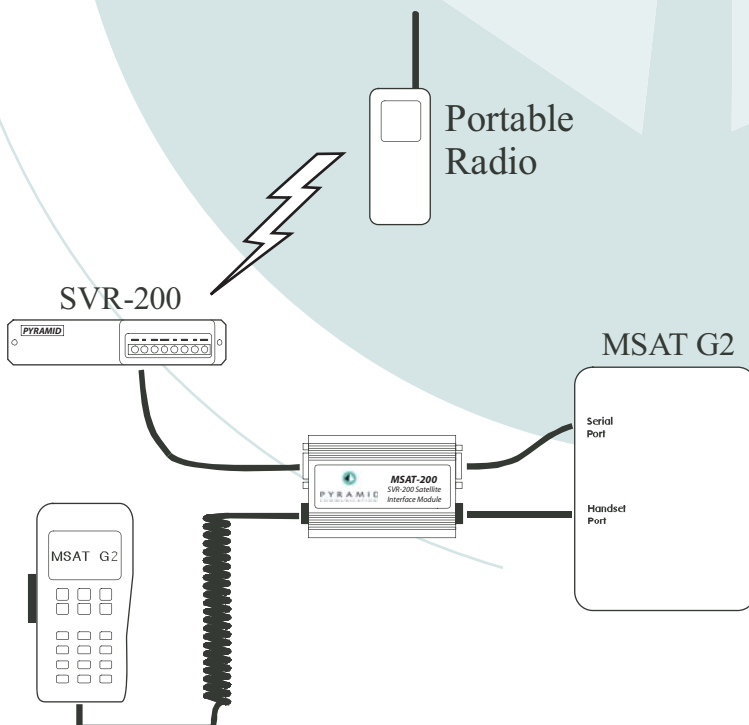 Portable
Radio
SVR-200
PYRAMID
MSAT G2
Serial
Port
MSAT-200
SVR-200 Satellite
Interface Module
PYRAMID
COMMUNICATIONS
Handset
Port
MSAT G2